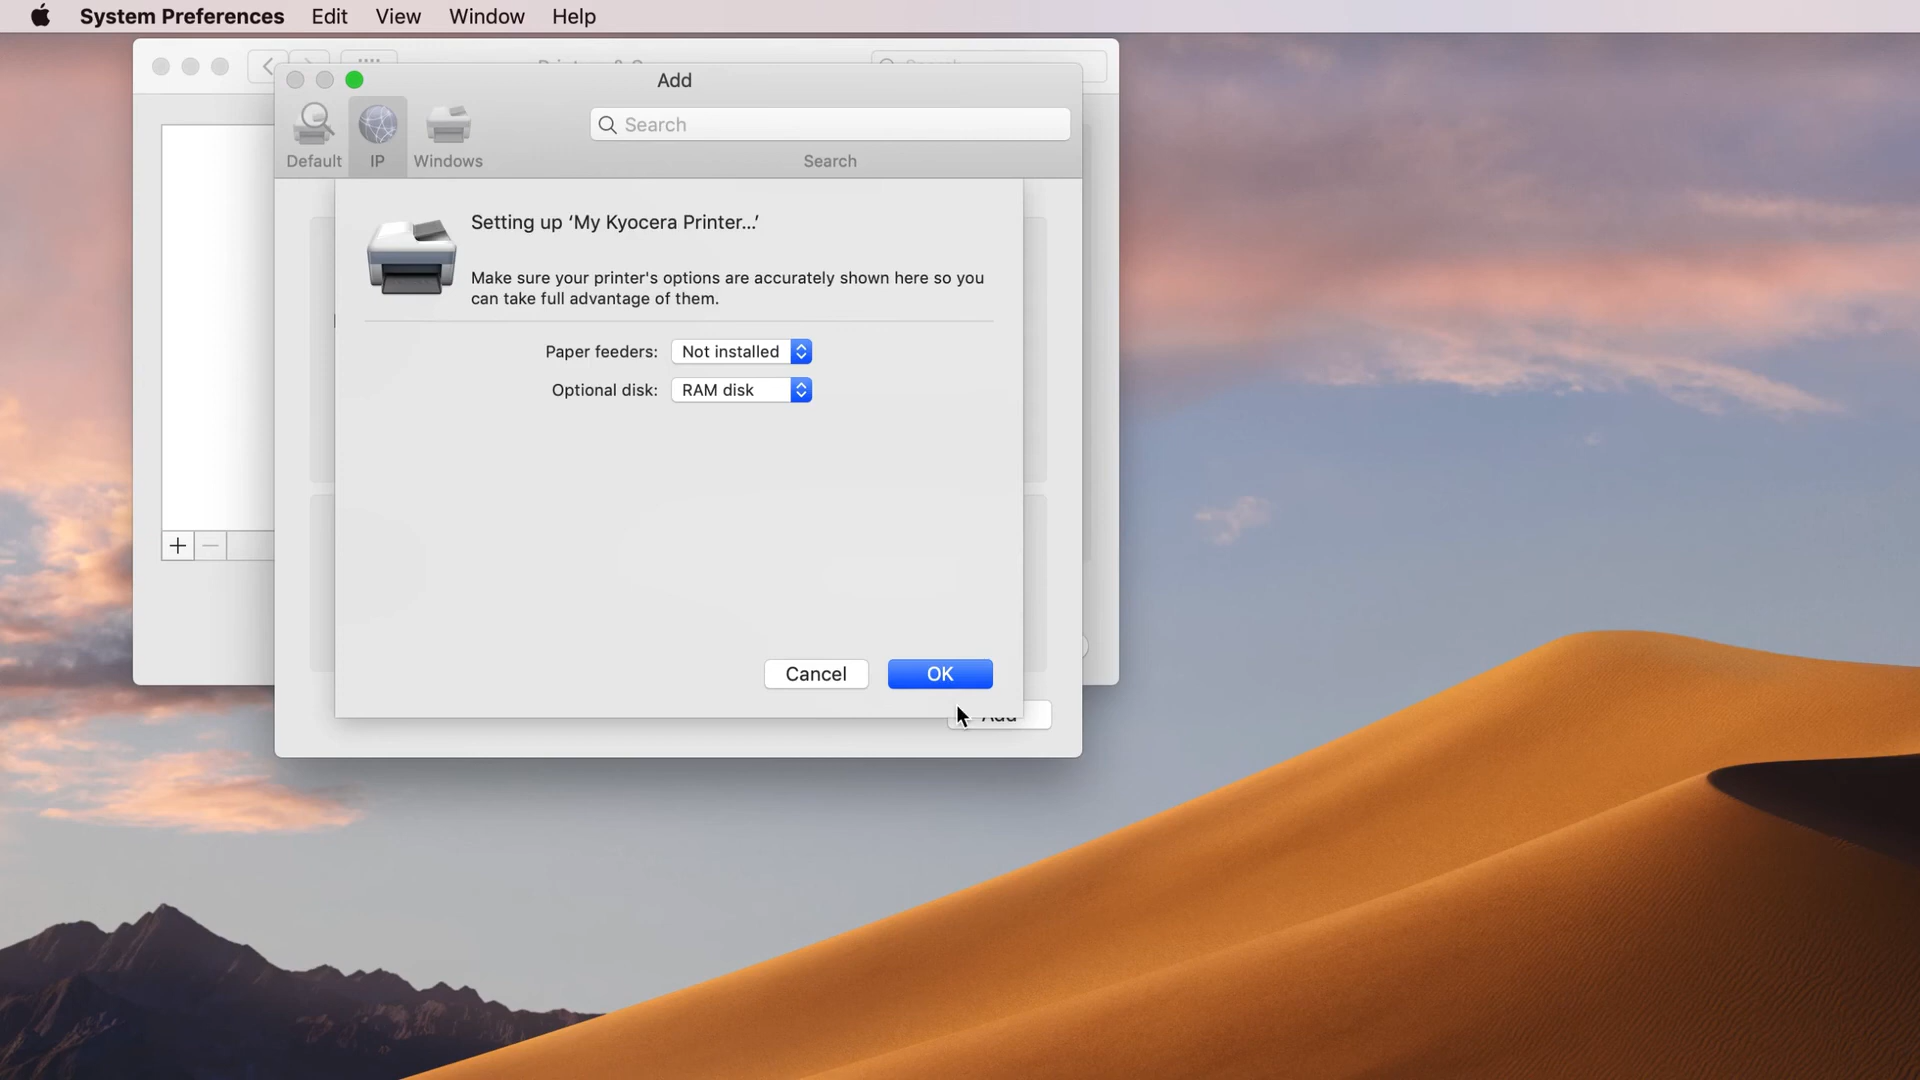 System Preferences Edit View Window Help
Add
Search
Default IP Windows Search
Setting up ‘My Kyocera Printer...’
Make sure your printer's options are accurately shown here so you
can take full advantage of them.
Paper feeders: Not installed
Optional disk: RAM disk
Cancel OK
Add